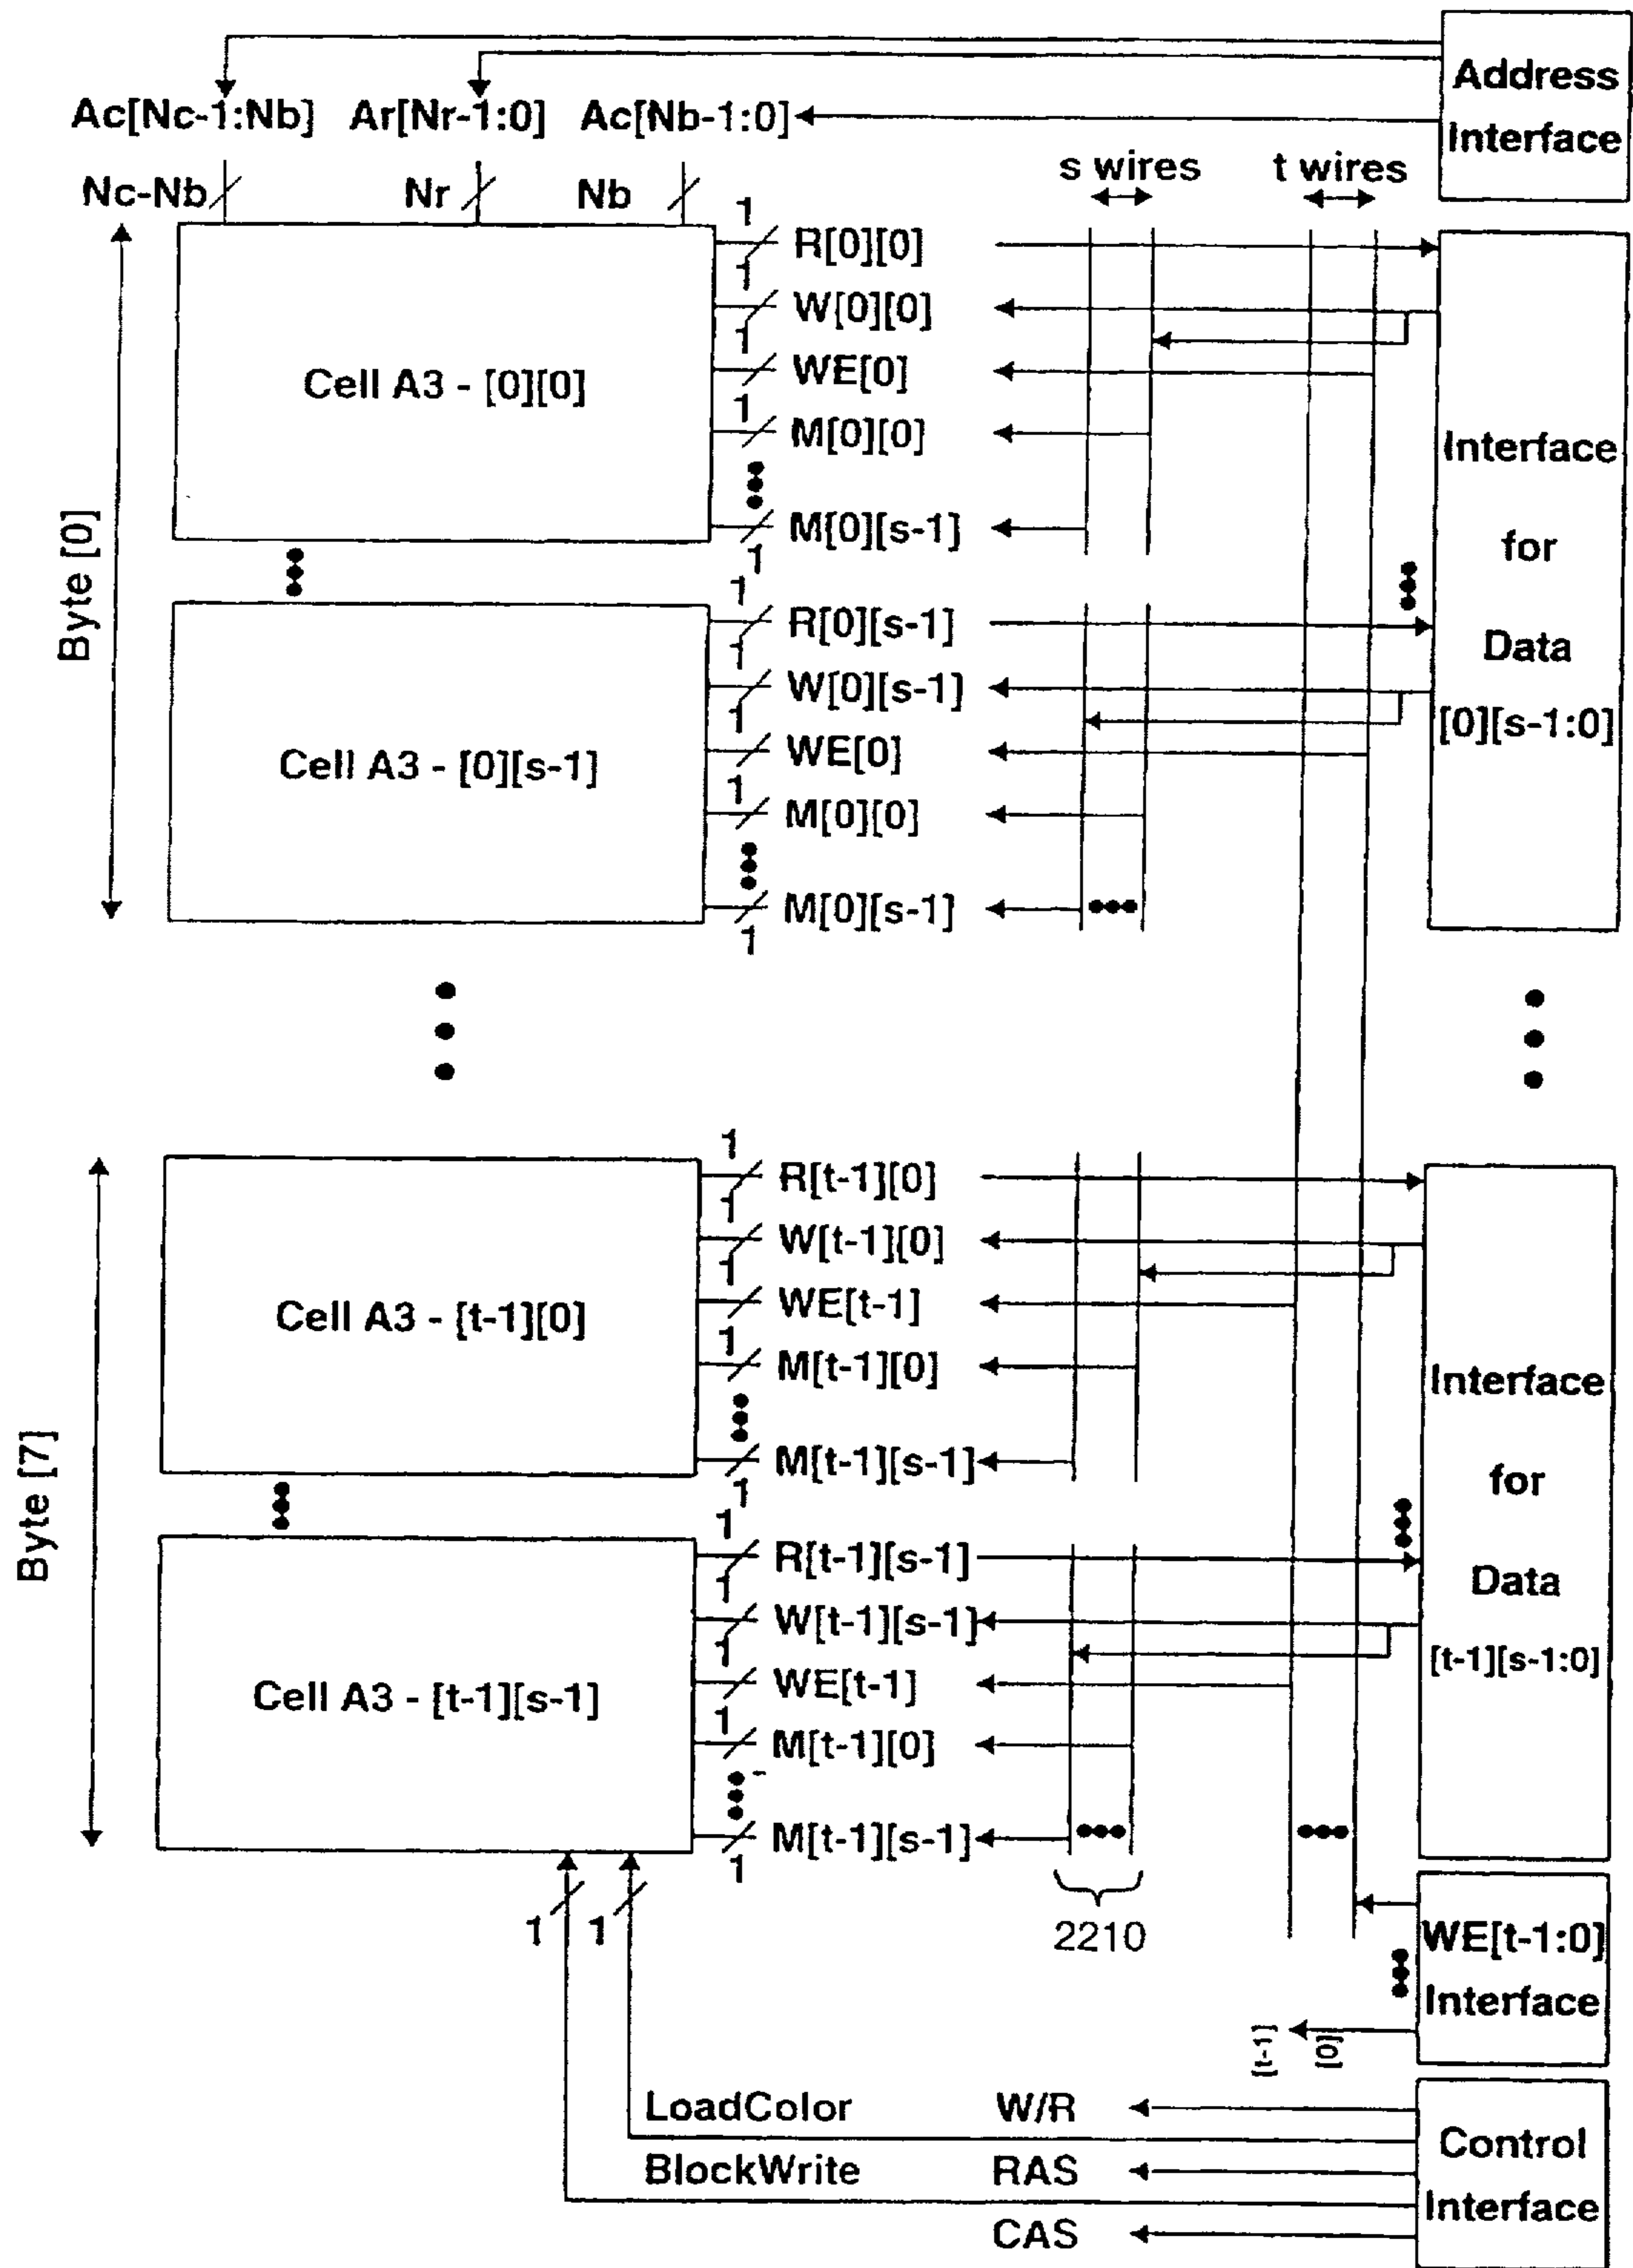 Address
Interface
Ac[Nc-1:Nb] Ar[Nr-1:0] Ac[Nb-1:0]
s wires t wires
Nc-Nb Nr Nb
Byte [0]
Cell A3 - [0][0]
1 R[0][0]
1 W[0][0]
1 WE[0]
1 M[0][0]
M[0][s-1]
1
Cell A3 - [0][s-1]
1 R[0][s-1]
1 W[0][s-1]
1 WE[0]
1 M[0][0]
M[0][s-1]
1
Interface
for
Data
[0][s-1:0]
Byte [7]
Cell A3 - [t-1][0]
1 R[t-1][0]
1 W[t-1][0]
1 WE[t-1]
1 M[t-1][0]
M[t-1][s-1]
1
Cell A3 - [t-1][s-1]
1 R[t-1][s-1]
1 W[t-1][s-1]
1 WE[t-1]
1 M[t-1][0]
M[t-1][s-1]
1
Interface
for
Data
[t-1][s-1:0]
1 1
2210
WE[t-1:0]
Interface
[t-1] [0]
LoadColor W/R
BlockWrite RAS
CAS
Control
Interface